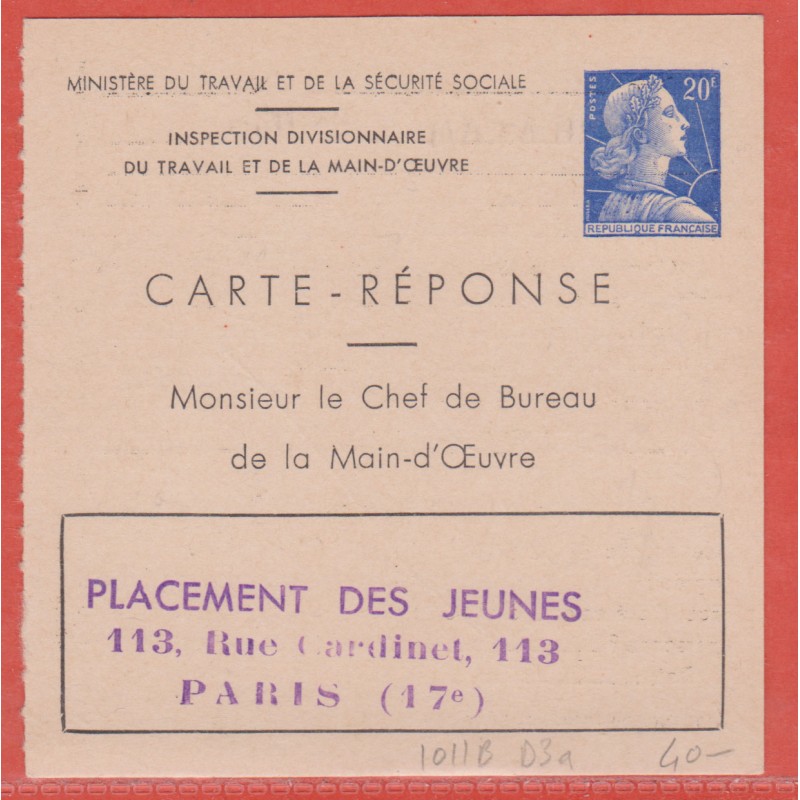 MINISTÈRE DU TRAVAIL ET DE LA SÉCURITÉ SOCIALE
INSPECTION DIVISIONNAIRE
DU TRAVAIL ET DE LA MAIN-D'ŒUVRE
POSTES
20F
REPUBLIQUE FRANÇAISE
CARTE-RÉPONSE
Monsieur le Chef de Bureau
de la Main-d'Œuvre
PLACEMENT DES JEUNES
113, Rue Cardinet, 113
PARIS (17e)
1011B D3a 40-